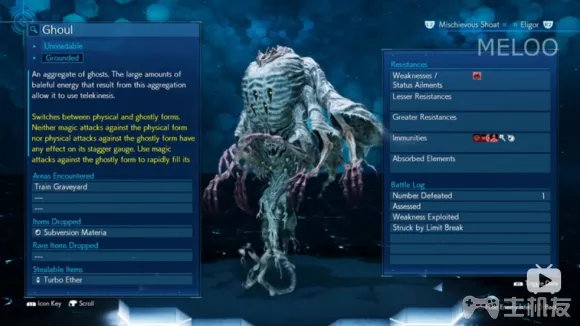 Ghoul
Mischievous Shoat
Eligor
MELOO
Unreadable
Grounded
An aggregate of ghosts. The large amounts of
baleful energy that result from this aggregation
allow it to use telekinesis.
Switches between physical and ghostly forms.
Neither magic attacks against the physical form
nor physical attacks against the ghostly form have
any effect on its stagger gauge. Use magic
attacks against the ghostly form to rapidly fill its
Areas Encountered
Train Graveyard
---
---
Items Dropped
Subversion Materia
Rare Items Dropped
---
Stealable Items
Turbo Ether
Resistances
Weaknesses /
Status Ailments
Lesser Resistances
Greater Resistances
Immunities
Absorbed Elements
Battle Log
Number Defeated 1
Assessed
Weakness Exploited
Struck by Limit Break
Icon Key
Scroll
主机友